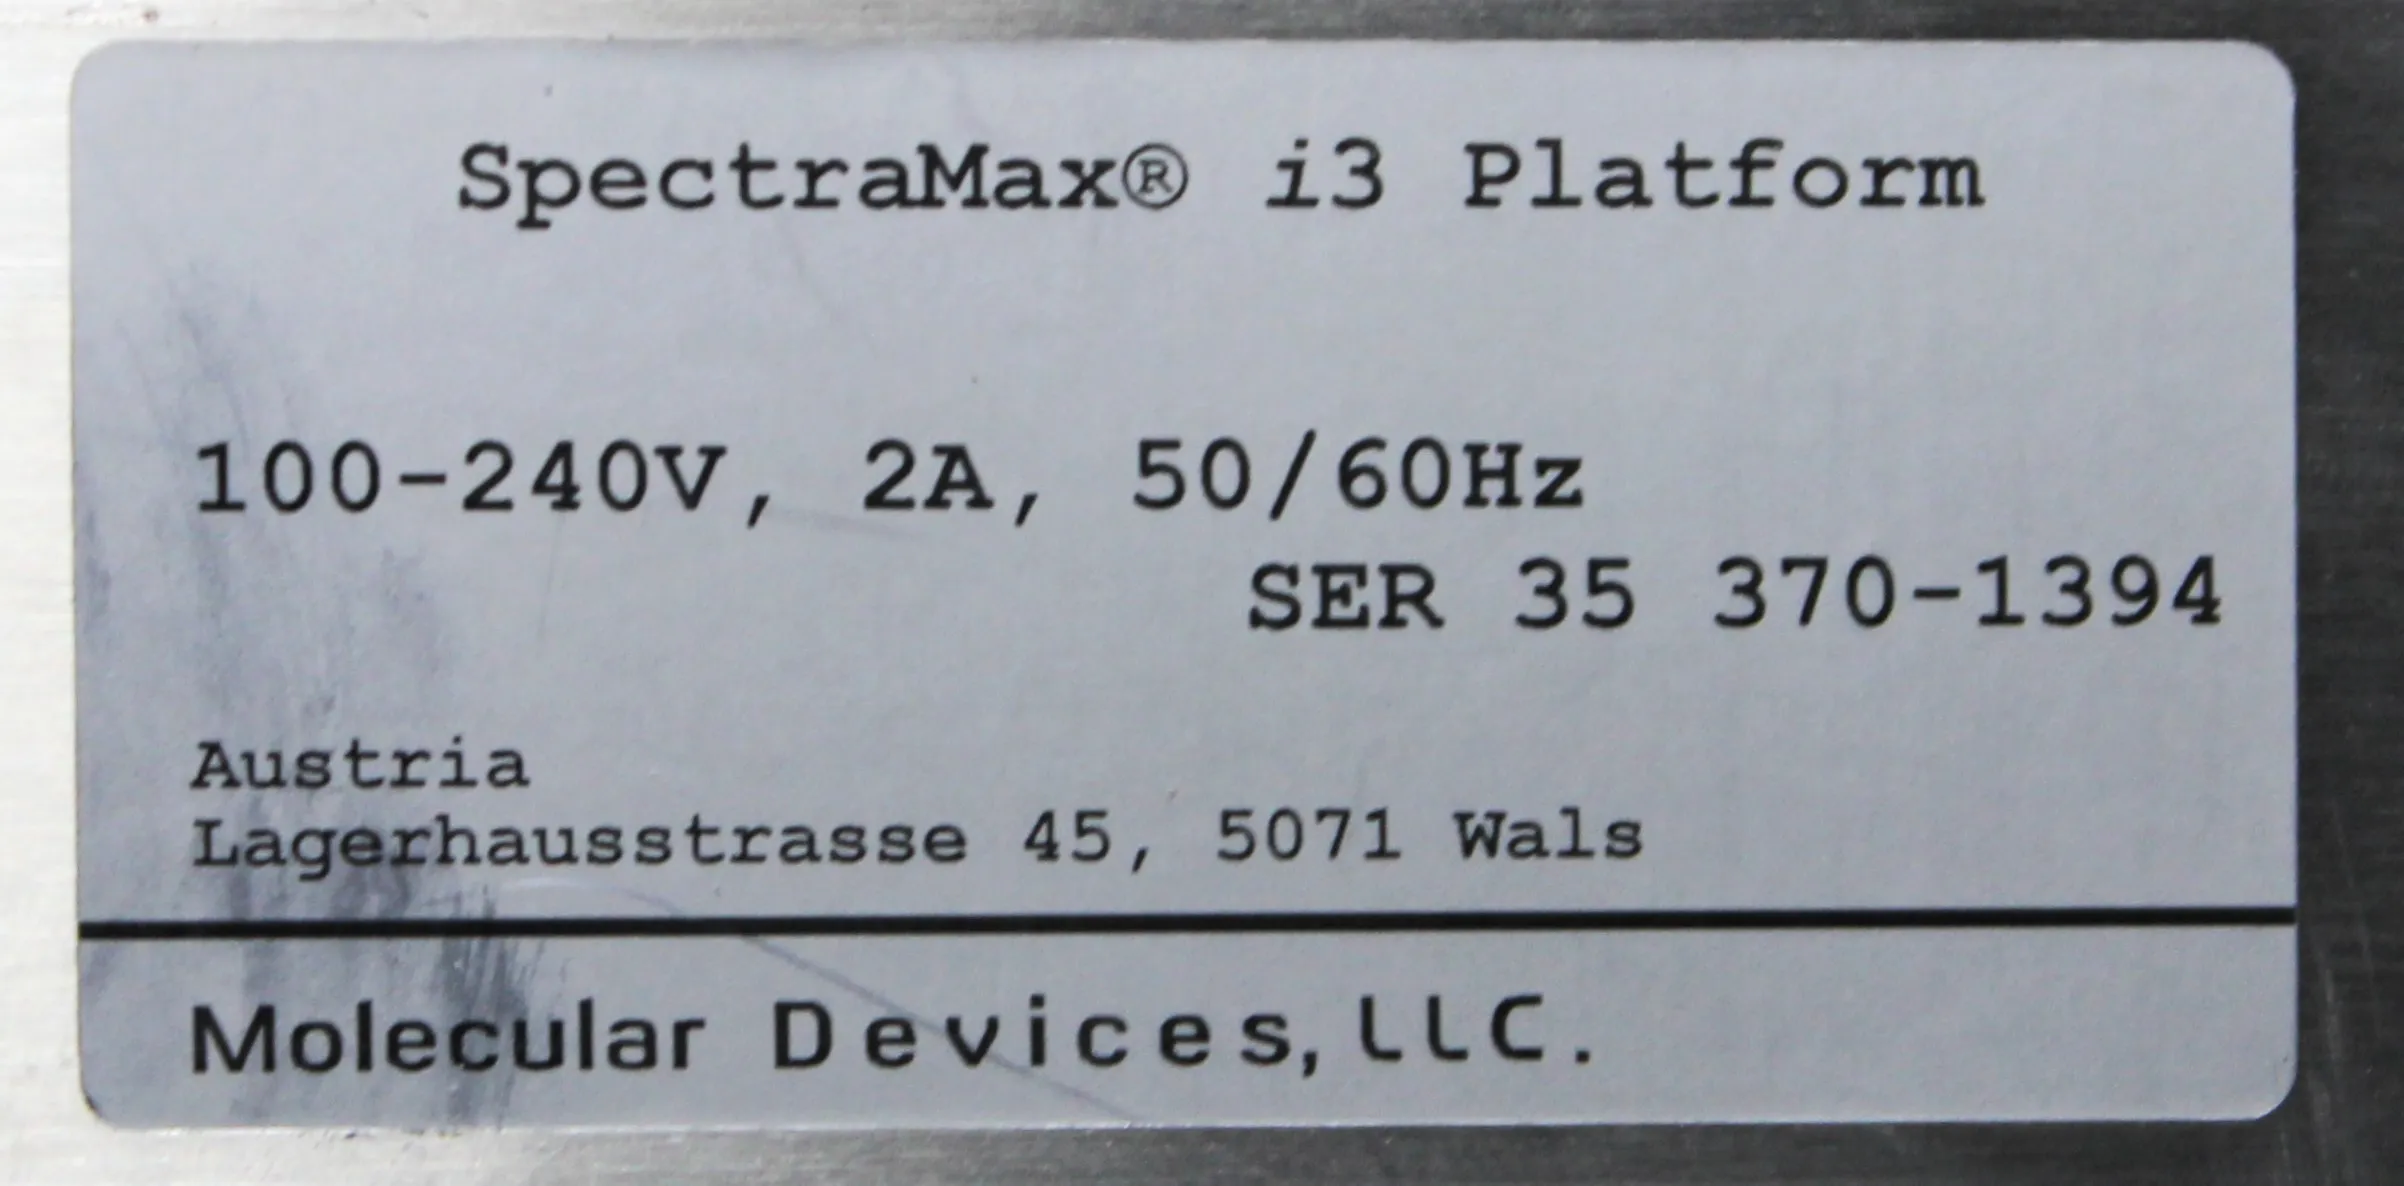 SpectraMax® i3 Platform
100-240V, 2A, 50/60Hz
SER 35 370-1394
Austria
Lagerhausstrasse 45, 5071 Wals
Molecular Devices, LLC.